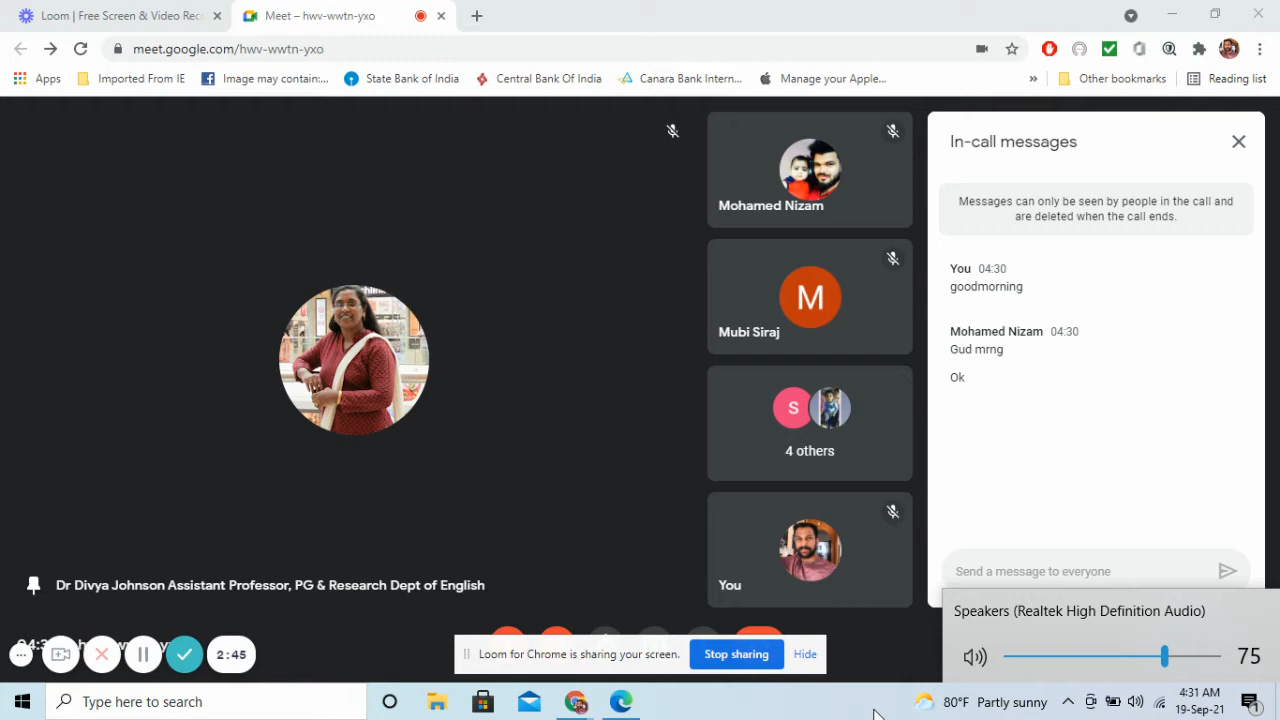 Loom | Free Screen & Video Rec
Meet – hwv-wwtn-yxo
meet.google.com/hwv-wwtn-yxo
Apps
Imported From IE
Image may contain:...
State Bank of India
Central Bank Of India
Canara Bank Intern...
Manage your Apple...
»
Other bookmarks
Reading list
Mohamed Nizam
M
Mubi Siraj
S
4 others
You
Dr Divya Johnson Assistant Professor, PG & Research Dept of English
In-call messages
Messages can only be seen by people in the call and
are deleted when the call ends.
You 04:30
goodmorning
Mohamed Nizam 04:30
Gud mrng
Ok
Send a message to everyone
Speakers (Realtek High Definition Audio)
75
2:45
Loom for Chrome is sharing your screen.
Stop sharing
Hide
Type here to search
80°F Partly sunny
4:31 AM
19-Sep-21
1